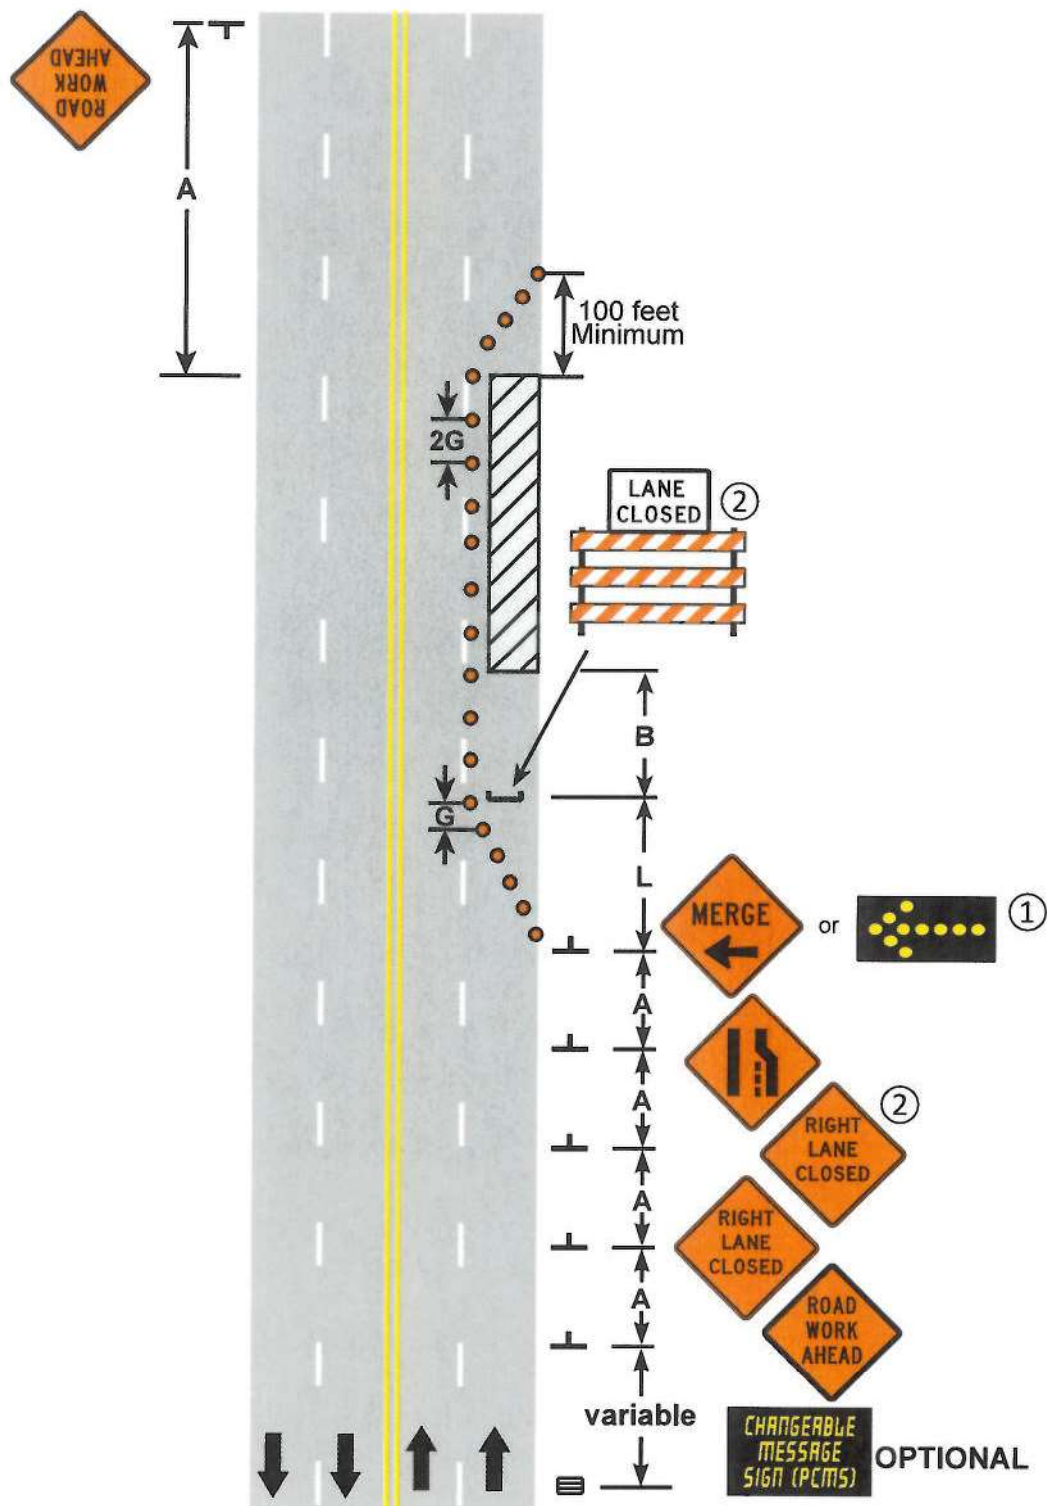 ROAD
WORK
AHEAD
A
100 feet
Minimum
2G
LANE
CLOSED
②
B
G
L
MERGE
or
①
A
A
②
RIGHT
LANE
CLOSED
A
RIGHT
LANE
CLOSED
A
ROAD
WORK
AHEAD
variable
CHANGEABLE
MESSAGE
SIGN (PCMS)
OPTIONAL